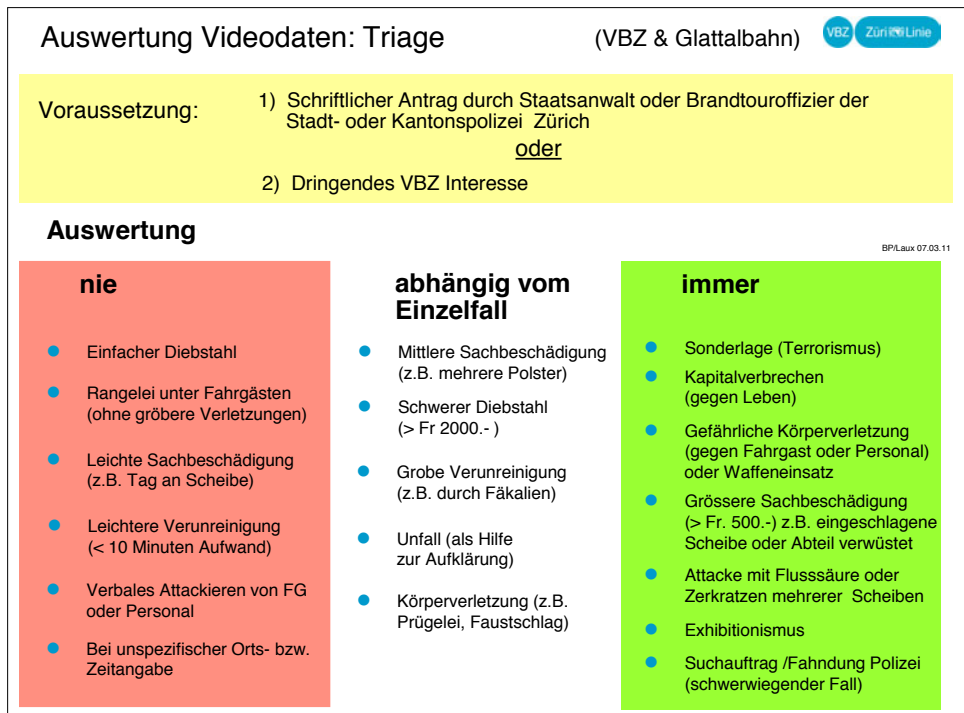 Auswertung Videodaten: Triage (VBZ & Glattalbahn) VBZ Züri Linie
Voraussetzung:
1) Schriftlicher Antrag durch Staatsanwalt oder Brandtouroffizier der
Stadt- oder Kantonspolizei Zürich
oder
2) Dringendes VBZ Interesse
Auswertung
BP/Laux 07.03.11
nie
Einfacher Diebstahl
Rangelei unter Fahrgästen
(ohne gröbere Verletzungen)
Leichte Sachbeschädigung
(z.B. Tag an Scheibe)
Leichtere Verunreinigung
(< 10 Minuten Aufwand)
Verbales Attackieren von FG
oder Personal
Bei unspezifischer Orts- bzw.
Zeitangabe
abhängig vom
Einzelfall
Mittlere Sachbeschädigung
(z.B. mehrere Polster)
Schwerer Diebstahl
(> Fr 2000.- )
Grobe Verunreinigung
(z.B. durch Fäkalien)
Unfall (als Hilfe
zur Aufklärung)
Körperverletzung (z.B.
Prügelei, Faustschlag)
immer
Sonderlage (Terrorismus)
Kapitalverbrechen
(gegen Leben)
Gefährliche Körperverletzung
(gegen Fahrgast oder Personal)
oder Waffeneinsatz
Grössere Sachbeschädigung
(> Fr. 500.-) z.B. eingeschlagene
Scheibe oder Abteil verwüstet
Attacke mit Flusssäure oder
Zerkratzen mehrerer Scheiben
Exhibitionismus
Suchauftrag /Fahndung Polizei
(schwerwiegender Fall)